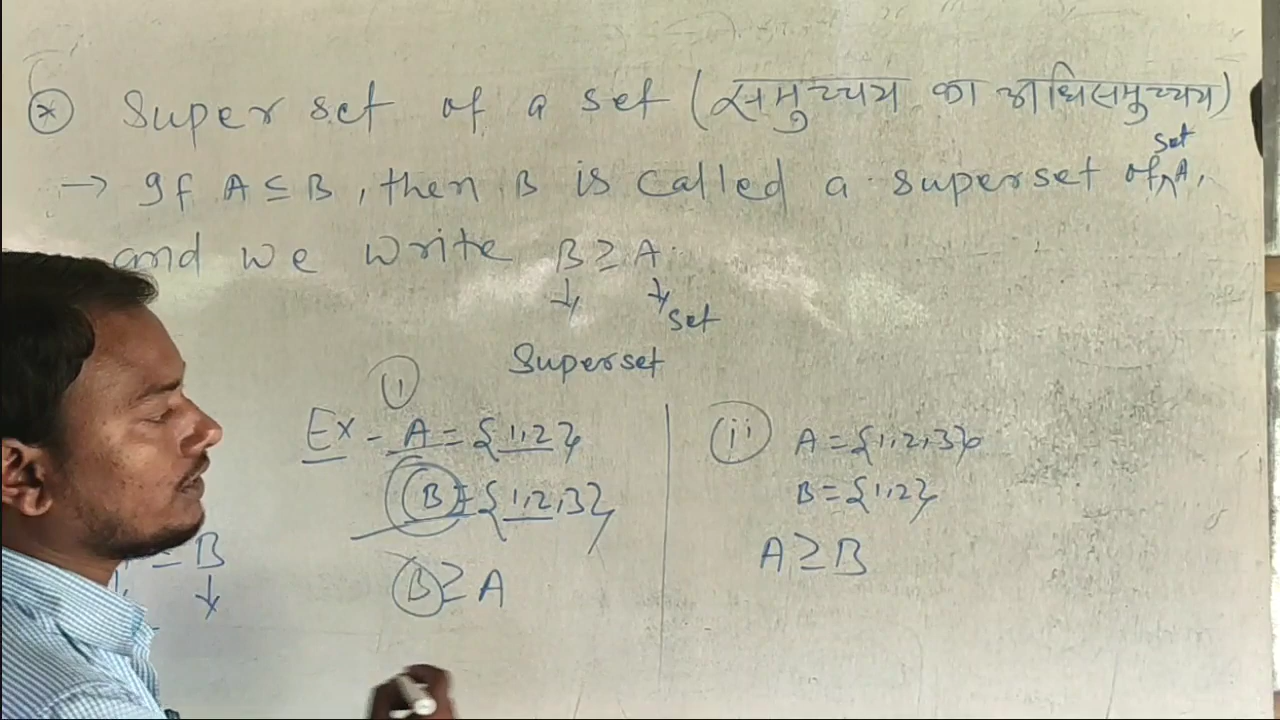 * Super set of a set (समुच्चय का अधिसमुच्चय)
→ If A ⊆ B, then B is called a superset of set A,
and we write B ⊇ A.
↓ ↓
set
Superset
(i)
Ex - A = {1,2}
B = {1,2,3}
B ⊇ A
(ii) A = {1,2,3}
B = {1,2}
A ⊇ B
= B
↓